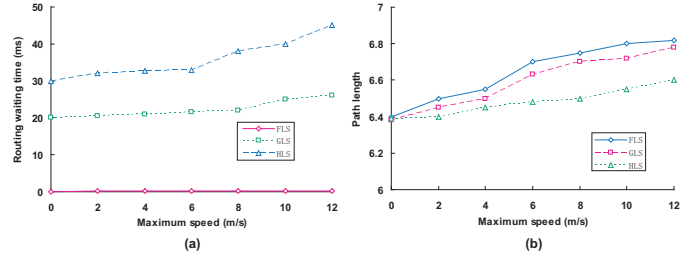 50
40
30
20
10
0
Routing waiting time (ms)
FLS
GLS
HLS
0 2 4 6 8 10 12
Maximum speed (m/s)
(a)
7
6.8
6.6
6.4
6.2
6
Path length
FLS
GLS
HLS
0 2 4 6 8 10 12
Maximum speed (m/s)
(b)